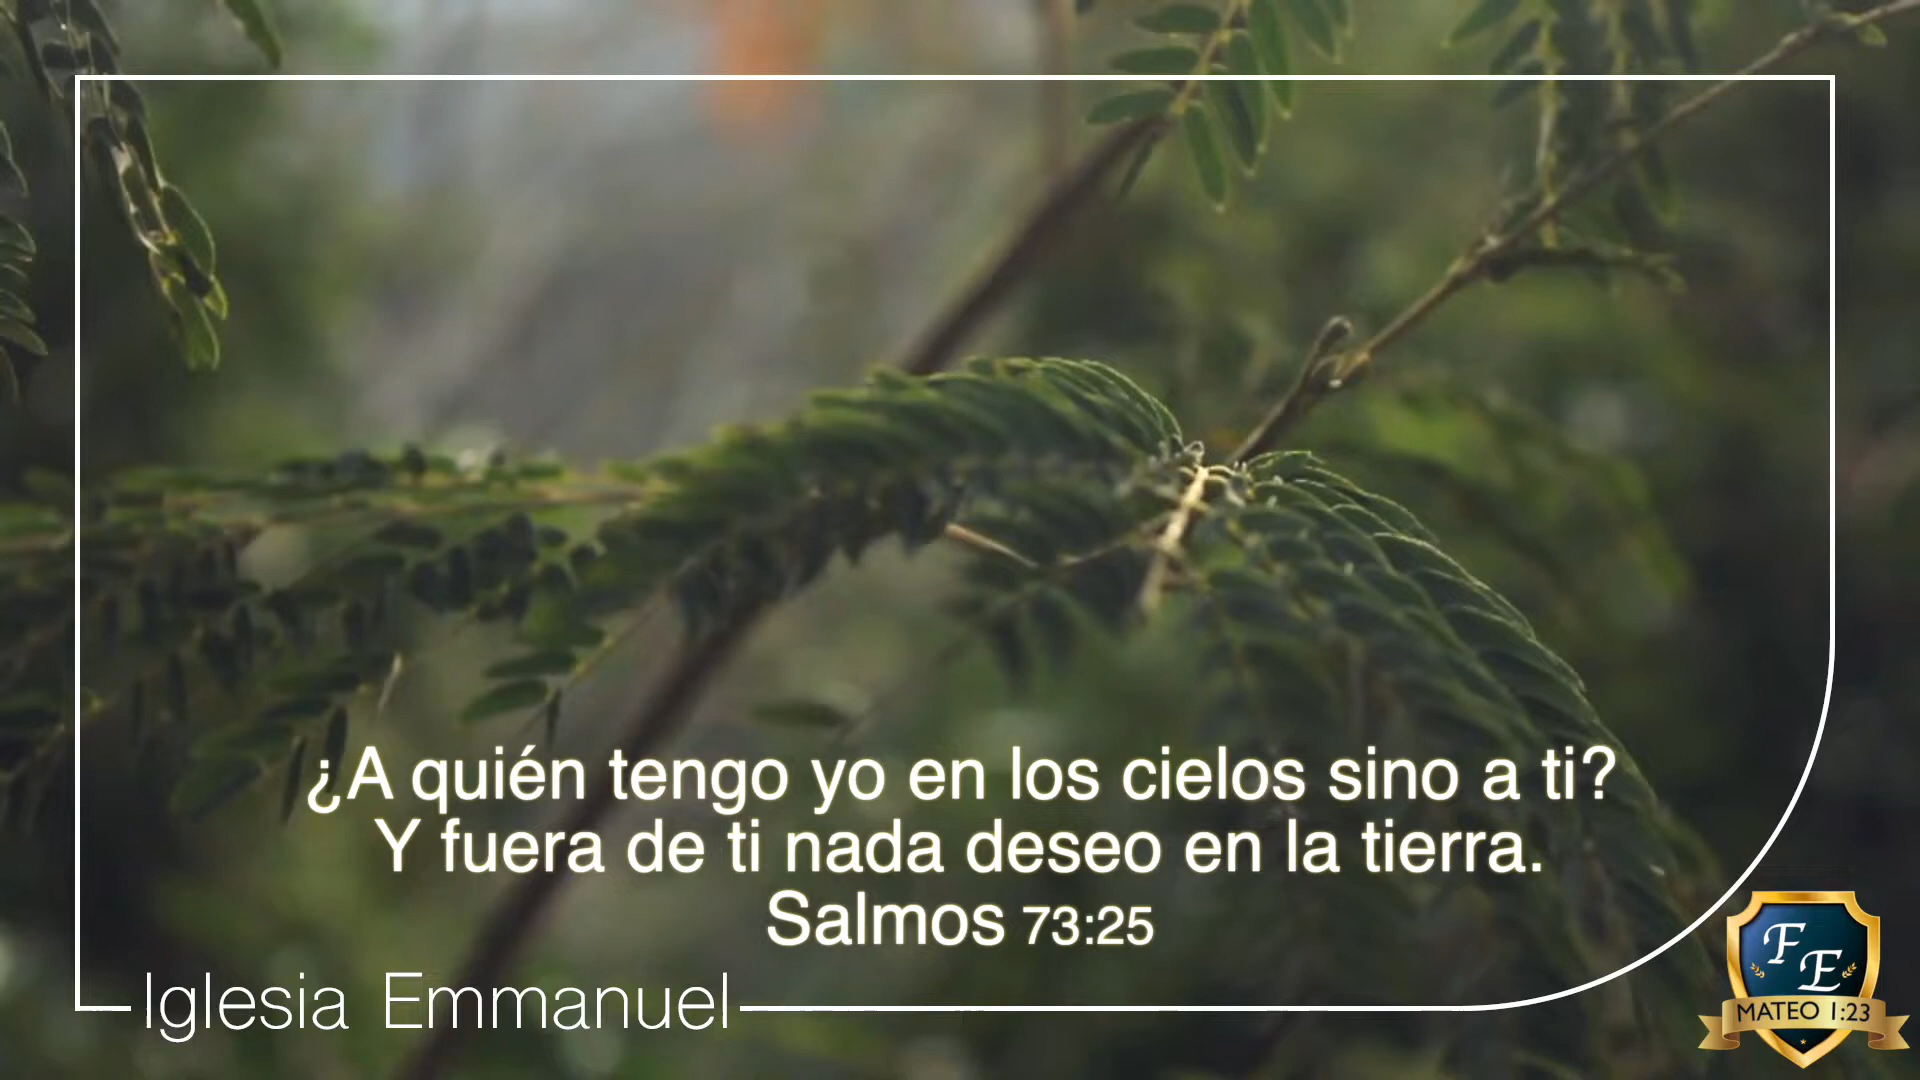 ¿A quién tengo yo en los cielos sino a ti?
Y fuera de ti nada deseo en la tierra.
Salmos 73:25
Iglesia Emmanuel
F
E
MATEO 1:23